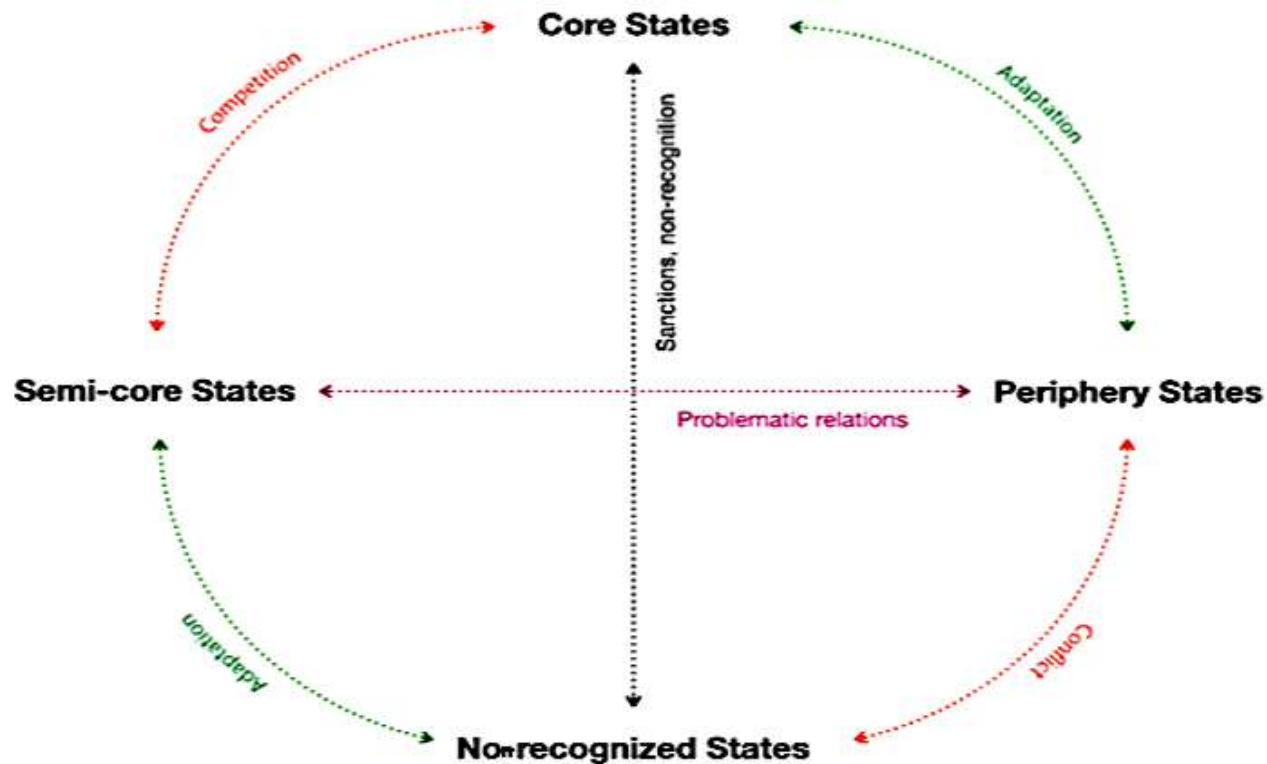 Core States
Competition
Adaptation
Sanctions, non-recognition
Semi-core States
Periphery States
Problematic relations
Adaptation
Conflict
Non-recognized States